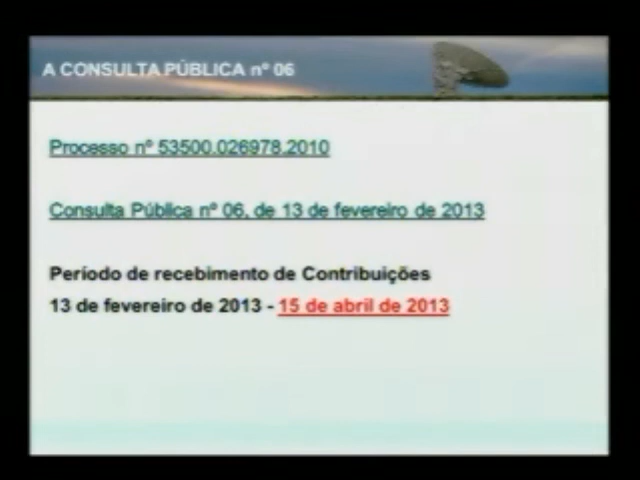 A CONSULTA PÚBLICA nº 06
Processo nº 53500.026978.2010
Consulta Pública nº 06, de 13 de fevereiro de 2013
Período de recebimento de Contribuições
13 de fevereiro de 2013 - 15 de abril de 2013